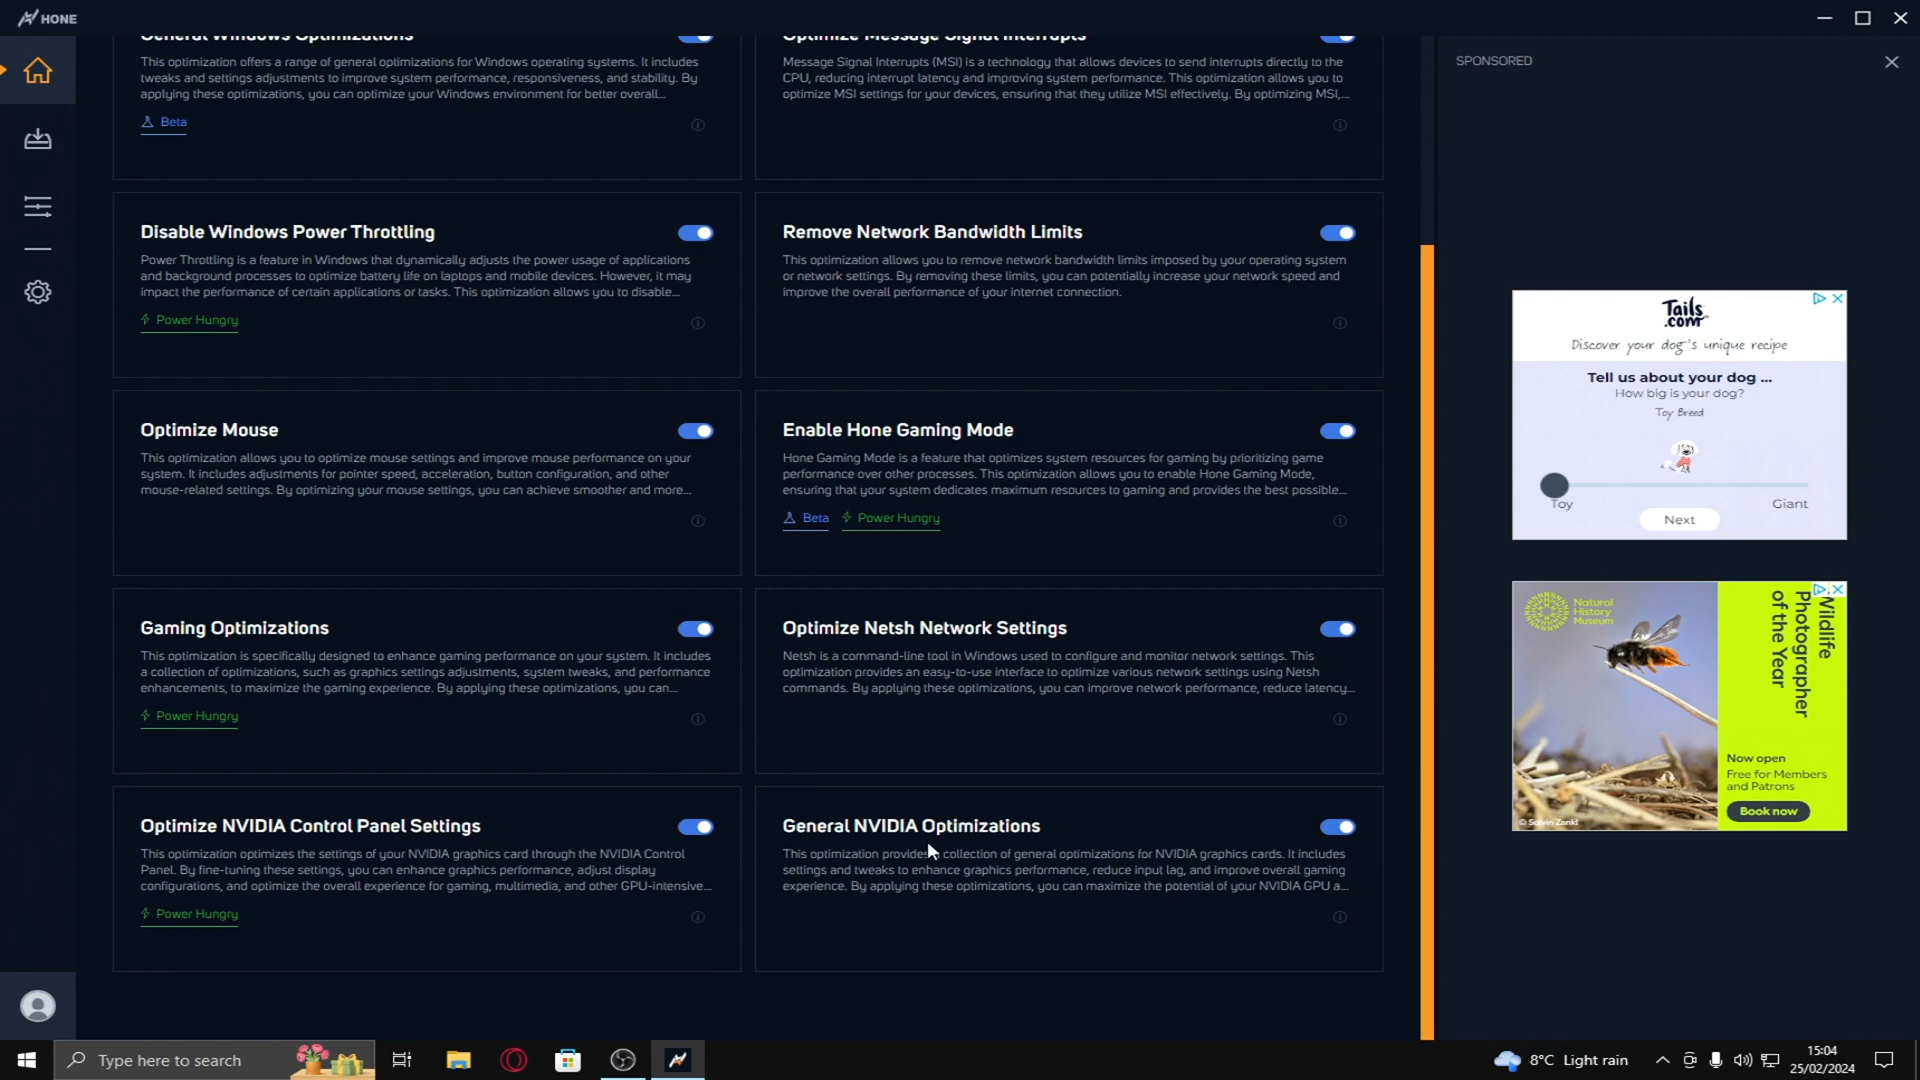 HONE
General Windows Optimizations
This optimization offers a range of general optimizations for Windows operating systems. It includes
tweaks and settings adjustments to improve system performance, responsiveness, and stability. By
applying these optimizations, you can optimize your Windows environment for better overall...
Beta
Optimize Message Signal Interrupts
Message Signal Interrupts (MSI) is a technology that allows devices to send interrupts directly to the
CPU, reducing interrupt latency and improving system performance. This optimization allows you to
optimize MSI settings for your devices, ensuring that they utilize MSI effectively. By optimizing MSI,...
Disable Windows Power Throttling
Power Throttling is a feature in Windows that dynamically adjusts the power usage of applications
and background processes to optimize battery life on laptops and mobile devices. However, it may
impact the performance of certain applications or tasks. This optimization allows you to disable...
Power Hungry
Remove Network Bandwidth Limits
This optimization allows you to remove network bandwidth limits imposed by your operating system
or network settings. By removing these limits, you can potentially increase your network speed and
improve the overall performance of your internet connection.
Optimize Mouse
This optimization allows you to optimize mouse settings and improve mouse performance on your
system. It includes adjustments for pointer speed, acceleration, button configuration, and other
mouse-related settings. By optimizing your mouse settings, you can achieve smoother and more...
Enable Hone Gaming Mode
Hone Gaming Mode is a feature that optimizes system resources for gaming by prioritizing game
performance over other processes. This optimization allows you to enable Hone Gaming Mode,
ensuring that your system dedicates maximum resources to gaming and provides the best possible...
Beta Power Hungry
Gaming Optimizations
This optimization is specifically designed to enhance gaming performance on your system. It includes
a collection of optimizations, such as graphics settings adjustments, system tweaks, and performance
enhancements, to maximize the gaming experience. By applying these optimizations, you can...
Power Hungry
Optimize Netsh Network Settings
Netsh is a command-line tool in Windows used to configure and monitor network settings. This
optimization provides an easy-to-use interface to optimize various network settings using Netsh
commands. By applying these optimizations, you can improve network performance, reduce latency...
Optimize NVIDIA Control Panel Settings
This optimization optimizes the settings of your NVIDIA graphics card through the NVIDIA Control
Panel. By fine-tuning these settings, you can enhance graphics performance, adjust display
configurations, and optimize the overall experience for gaming, multimedia, and other GPU-intensive...
Power Hungry
General NVIDIA Optimizations
This optimization provides collection of general optimizations for NVIDIA graphics cards. It includes
settings and tweaks to enhance graphics performance, reduce input lag, and improve overall gaming
experience. By applying these optimizations, you can maximize the potential of your NVIDIA GPU a...
SPONSORED
Tails
.com
Discover your dog's unique recipe
Tell us about your dog ...
How big is your dog?
Toy Breed
Toy Giant
Next
Natural
History
Museum
Wildlife
Photographer
of the Year
Now open
Free for Members
and Patrons
Book now
© Solvin Zankl
Type here to search
8°C Light rain
15:04
25/02/2024